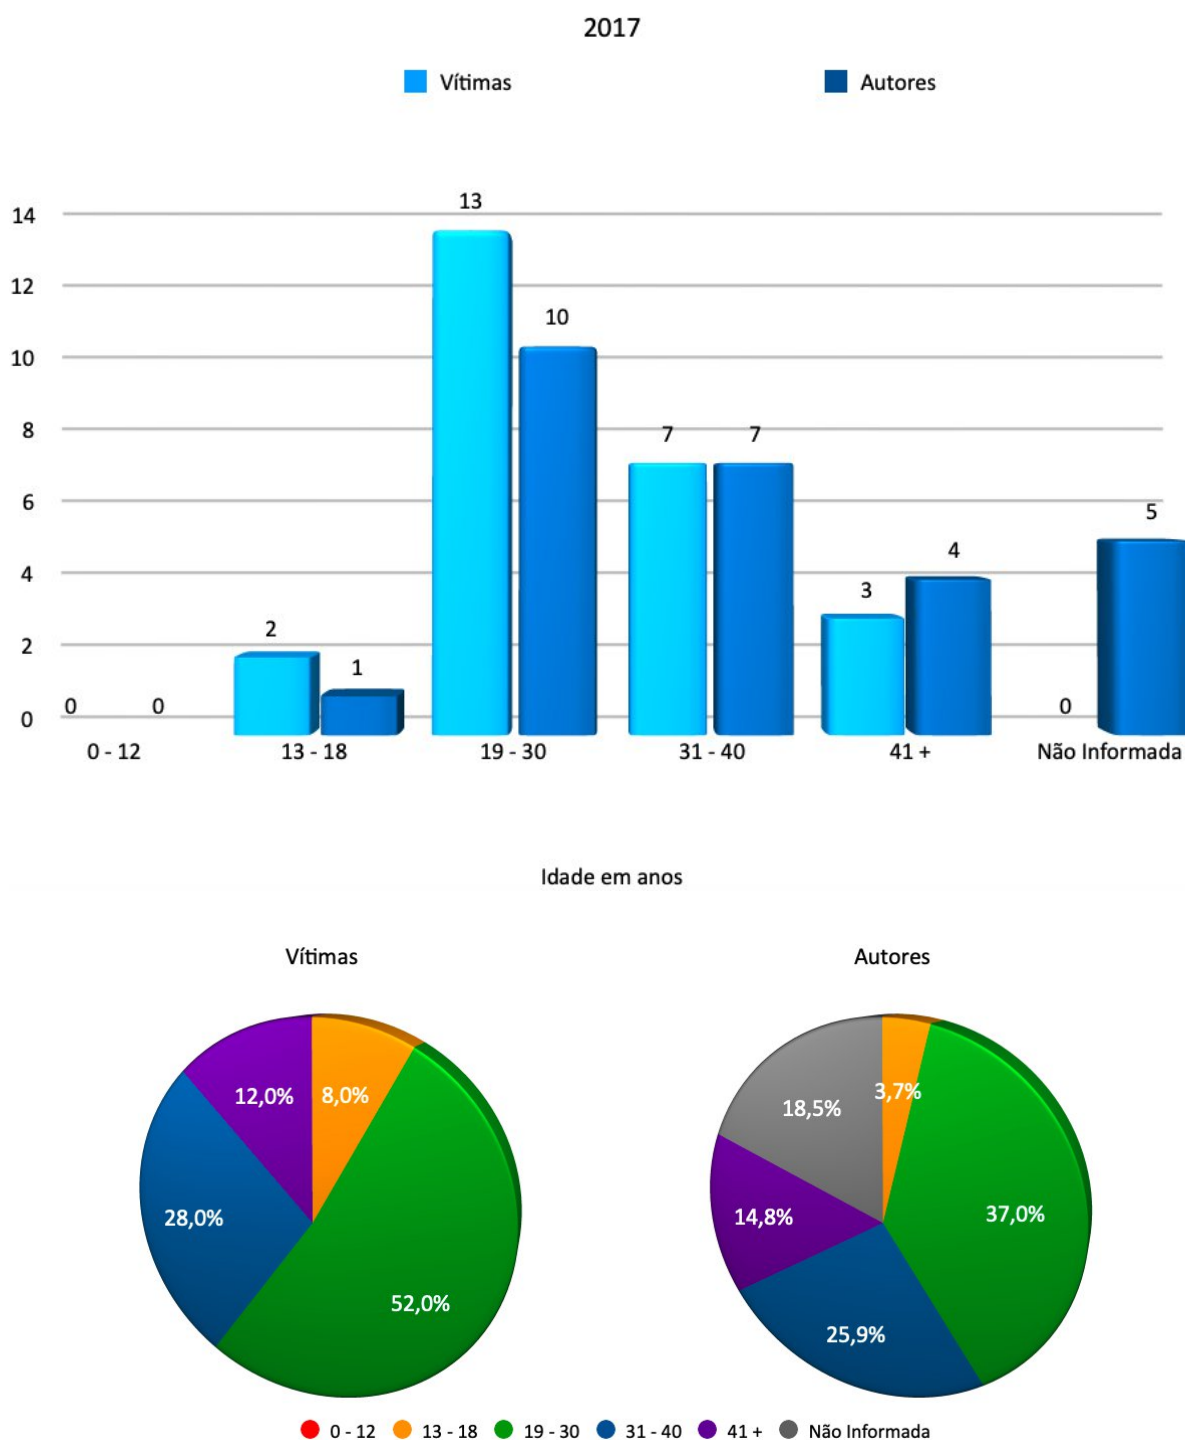 2017
Vítimas Autores
14
12
10
8
6
4
2
0
0 0 2 1 13 10 7 7 3 4 0 5
0 - 12 13 - 18 19 - 30 31 - 40 41 + Não Informada
Idade em anos
Vítimas Autores
12,0% 8,0% 28,0% 52,0%
3,7% 18,5% 37,0% 14,8% 25,9%
0 - 12 13 - 18 19 - 30 31 - 40 41 + Não Informada